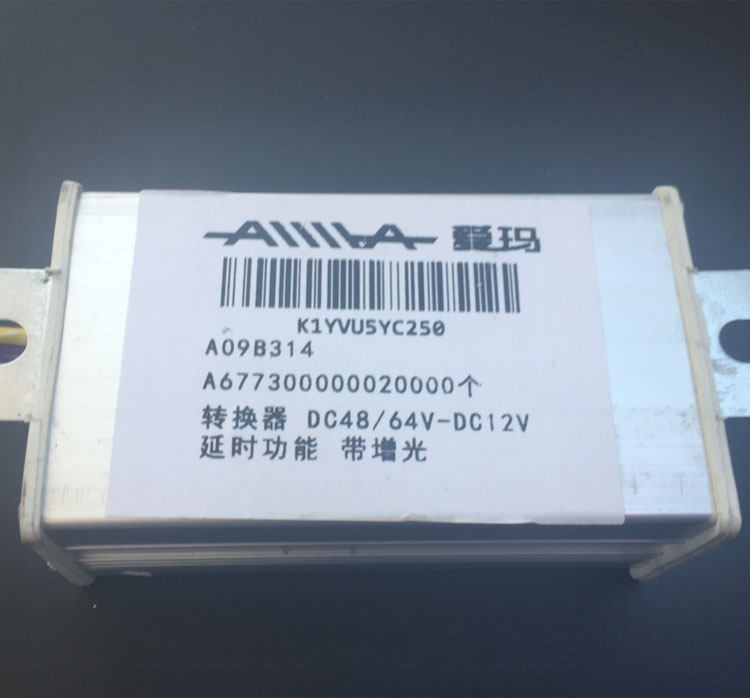 AIMA 爱玛
K1YVU5YC250
A09B314
A677300000020000个
转换器 DC48/64V-DC12V
延时功能 带增光